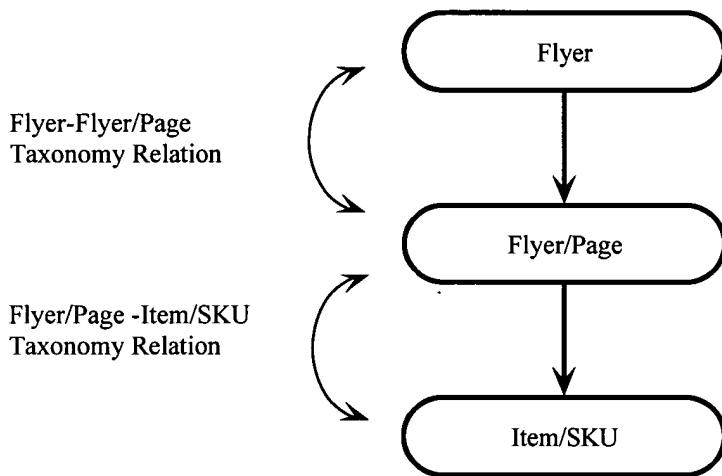 Flyer
Flyer-Flyer/Page
Taxonomy Relation
Flyer/Page
Flyer/Page -Item/SKU
Taxonomy Relation
Item/SKU